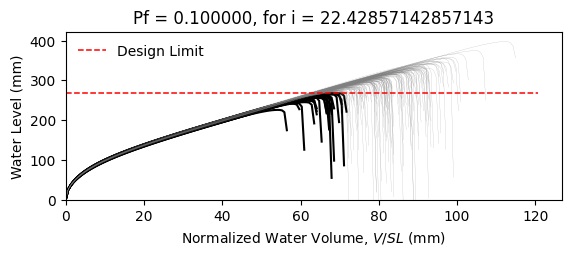 Pf = 0.100000, for i = 22.42857142857143
Design Limit
Water Level (mm)
400
300
200
100
0
0 20 40 60 80 100 120
Normalized Water Volume, V/SL (mm)